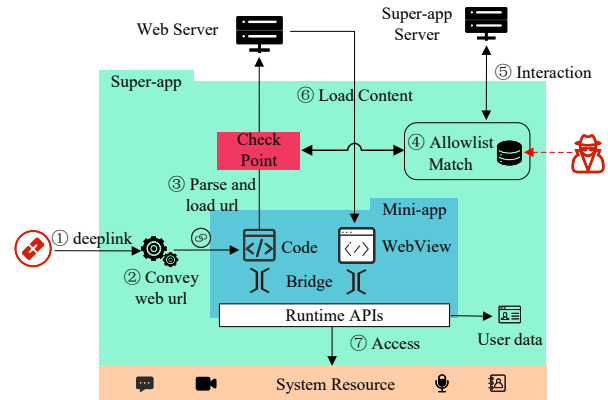 Web Server
Super-app
Server
Super-app
⑤ Interaction
⑥ Load Content
Check
Point
④ Allowlist
Match
③ Parse and
load url
Mini-app
① deeplink
Code
WebView
② Convey
web url
Bridge
Runtime APIs
User data
⑦ Access
System Resource